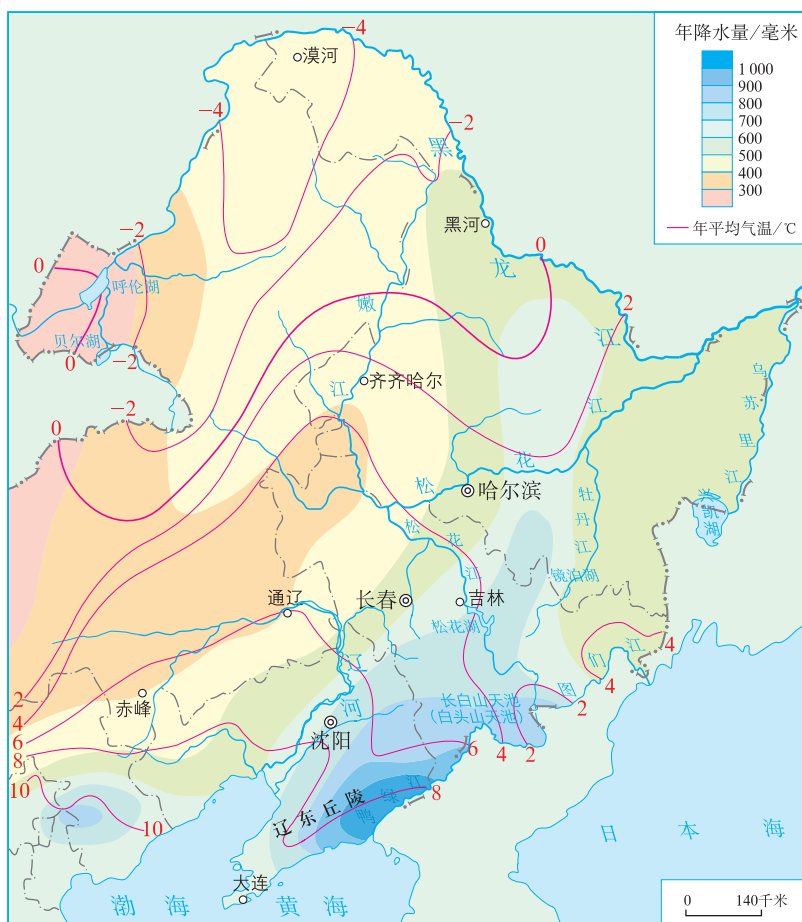 年降水量/毫米
1 000
900
800
700
600
500
400
300
年平均气温/℃
-4
漠河
-4
-2
黑
黑河
龙
0
江
2
-2
0
呼伦湖
贝尔湖
0
-2
嫩
江
齐齐哈尔
-2
0
乌
苏
里
江
兴凯湖
松
花
江
哈尔滨
牡
丹
江
镜泊湖
松
花
江
通辽
长春
吉林
松花湖
辽
河
赤峰
沈阳
长白山天池
(白头山天池)
图
们
江
4
4
2
2
4
6
8
2
4
6
8
10
10
辽东丘陵
鸭
绿
江
大连
渤海
黄海
日本海
0 140千米